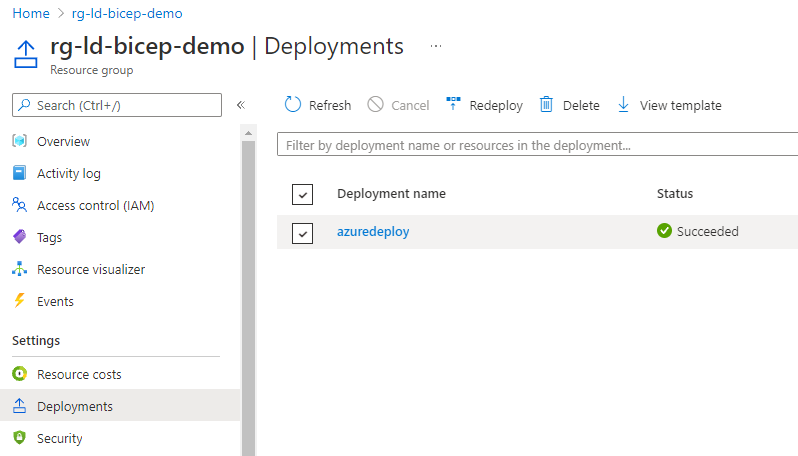 Home > rg-ld-bicep-demo
rg-ld-bicep-demo | Deployments ...
Resource group
Search (Ctrl+/) «
Refresh Cancel Redeploy Delete View template
Filter by deployment name or resources in the deployment...
Overview
Activity log
Access control (IAM)
Tags
Resource visualizer
Events
Settings
Resource costs
Deployments
Security
Deployment name Status
azuredeploy Succeeded